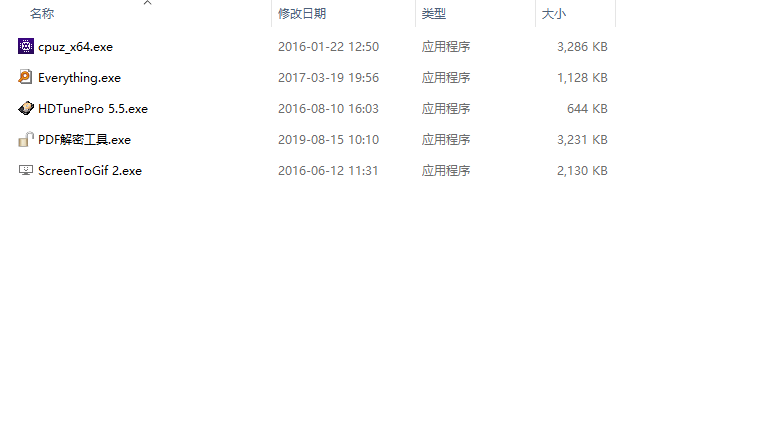 名称 修改日期 类型 大小
cpuz_x64.exe 2016-01-22 12:50 应用程序 3,286 KB
Everything.exe 2017-03-19 19:56 应用程序 1,128 KB
HDTunePro 5.5.exe 2016-08-10 16:03 应用程序 644 KB
PDF解密工具.exe 2019-08-15 10:10 应用程序 3,231 KB
ScreenToGif 2.exe 2016-06-12 11:31 应用程序 2,130 KB